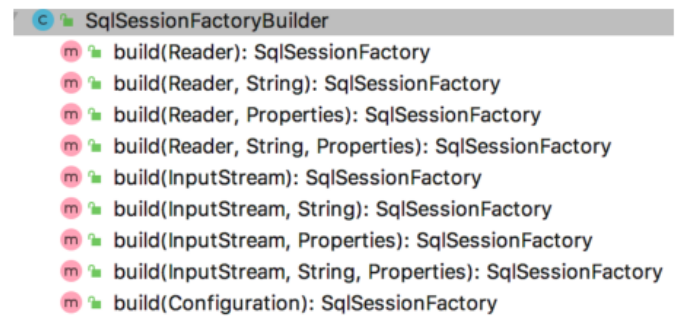 C SqlSessionFactoryBuilder
m build(Reader): SqlSessionFactory
m build(Reader, String): SqlSessionFactory
m build(Reader, Properties): SqlSessionFactory
m build(Reader, String, Properties): SqlSessionFactory
m build(InputStream): SqlSessionFactory
m build(InputStream, String): SqlSessionFactory
m build(InputStream, Properties): SqlSessionFactory
m build(InputStream, String, Properties): SqlSessionFactory
m build(Configuration): SqlSessionFactory